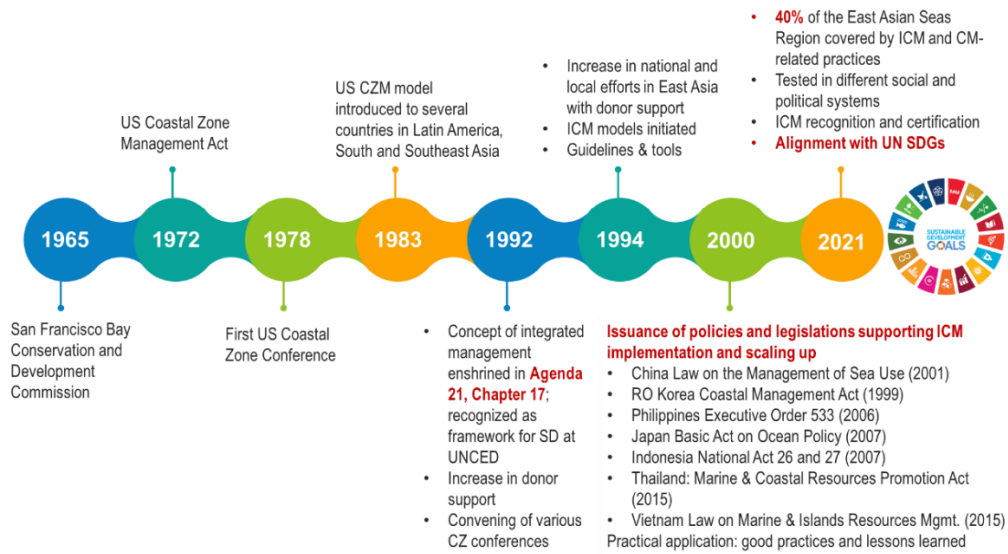 San Francisco Bay
Conservation and
Development
Commission
1965
US Coastal Zone
Management Act
1972
First US Coastal
Zone Conference
1978
US CZM model
introduced to several
countries in Latin America,
South and Southeast Asia
1983
1992
• Concept of integrated
management
enshrined in Agenda
21, Chapter 17;
recognized as
framework for SD at
UNCED
• Increase in donor
support
• Convening of various
CZ conferences
• Increase in national and
local efforts in East Asia
with donor support
• ICM models initiated
• Guidelines & tools
1994
2000
Issuance of policies and legislations supporting ICM
implementation and scaling up
• China Law on the Management of Sea Use (2001)
• RO Korea Coastal Management Act (1999)
• Philippines Executive Order 533 (2006)
• Japan Basic Act on Ocean Policy (2007)
• Indonesia National Act 26 and 27 (2007)
• Thailand: Marine & Coastal Resources Promotion Act
(2015)
• Vietnam Law on Marine & Islands Resources Mgmt. (2015)
Practical application: good practices and lessons learned
• 40% of the East Asian Seas
Region covered by ICM and CM-
related practices
• Tested in different social and
political systems
• ICM recognition and certification
• Alignment with UN SDGs
2021
SUSTAINABLE
DEVELOPMENT
GOALS